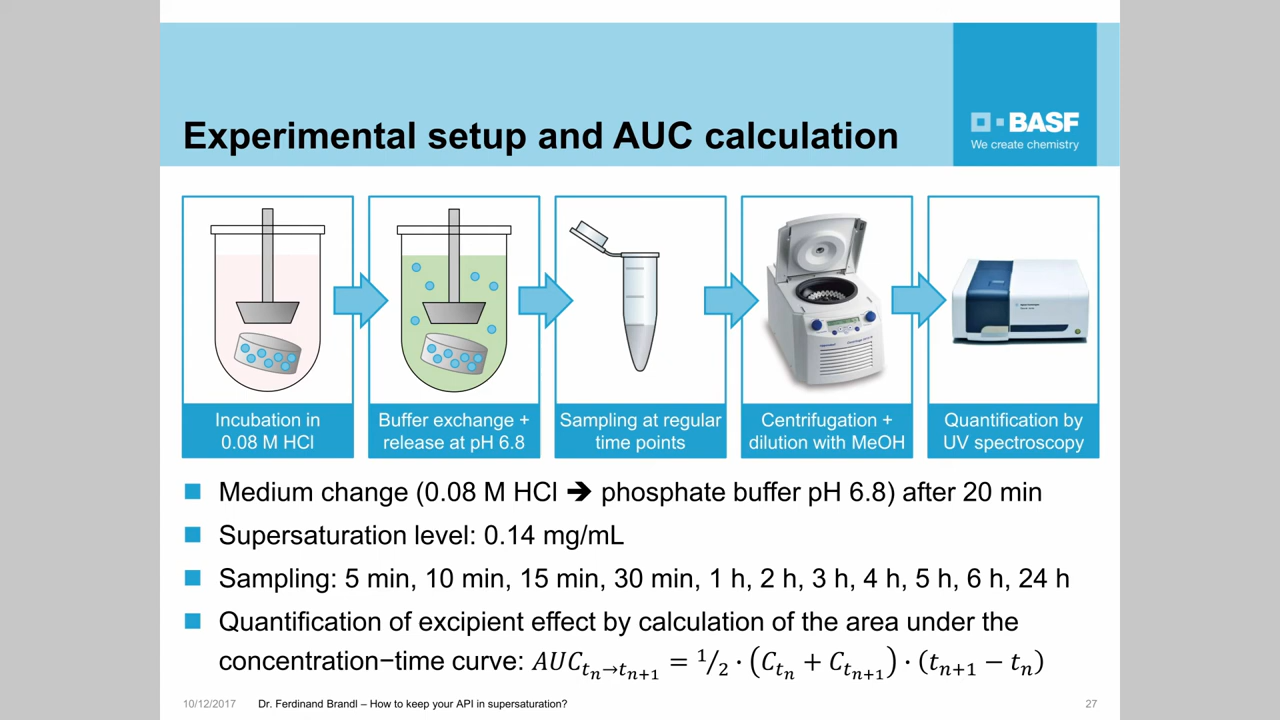 Experimental setup and AUC calculation
BASF
We create chemistry
Incubation in
0.08 M HCl
Buffer exchange +
release at pH 6.8
Sampling at regular
time points
Centrifugation +
dilution with MeOH
Quantification by
UV spectroscopy
Medium change (0.08 M HCl ➔ phosphate buffer pH 6.8) after 20 min
Supersaturation level: 0.14 mg/mL
Sampling: 5 min, 10 min, 15 min, 30 min, 1 h, 2 h, 3 h, 4 h, 5 h, 6 h, 24 h
Quantification of excipient effect by calculation of the area under the
concentration−time curve: $AUC_{t_n \to t_{n+1}} = {}^1/_2 \cdot (C_{t_n} + C_{t_{n+1}}) \cdot (t_{n+1} - t_n)$
10/12/2017 Dr. Ferdinand Brandl – How to keep your API in supersaturation? 27